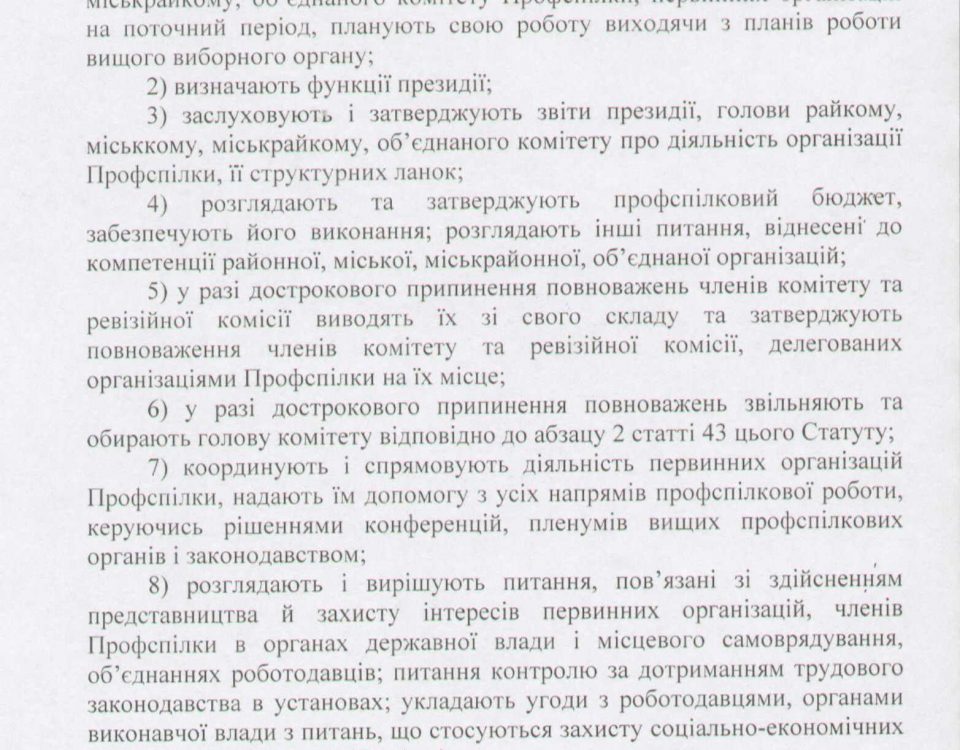 міськрайкому, об’єднаного комітету Профспілки, первинних організацій
на поточний період, планують свою роботу виходячи з планів роботи
вищого виборного органу;
2) визначають функції президії;
3) заслуховують і затверджують звіти президії, голови райкому,
міськкому, міськрайкому, об’єднаного комітету про діяльність організації
Профспілки, її структурних ланок;
4) розглядають та затверджують профспілковий бюджет,
забезпечують його виконання; розглядають інші питання, віднесені до
компетенції районної, міської, міськрайонної, об’єднаної організацій;
5) у разі дострокового припинення повноважень членів комітету та
ревізійної комісії виводять їх зі свого складу та затверджують
повноваження членів комітету та ревізійної комісії, делегованих
організаціями Профспілки на їх місце;
6) у разі дострокового припинення повноважень звільняють та
обирають голову комітету відповідно до абзацу 2 статті 43 цього Статуту;
7) координують і спрямовують діяльність первинних організацій
Профспілки, надають їм допомогу з усіх напрямів профспілкової роботи,
керуючись рішеннями конференцій, пленумів вищих профспілкових
органів і законодавством;
8) розглядають і вирішують питання, пов’язані зі здійсненням
представництва й захисту інтересів первинних організацій, членів
Профспілки в органах державної влади і місцевого самоврядування,
об’єднаннях роботодавців; питання контролю за дотриманням трудового
законодавства в установах; укладають угоди з роботодавцями, органами
виконавчої влади з питань, що стосуються захисту соціально-економічних